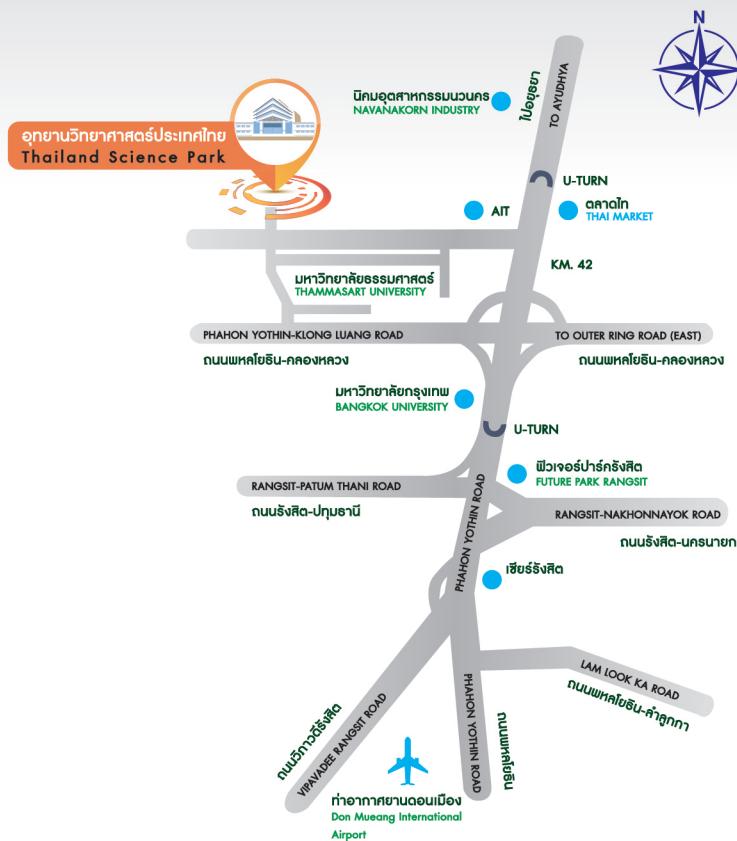 N
นิคมอุตสาหกรรมนวนคร
NAVANAKORN INDUSTRY
ไปอยุธยา
TO AYUDHYA
อุทยานวิทยาศาสตร์ประเทศไทย
Thailand Science Park
U-TURN
AIT
ตลาดไท
THAI MARKET
KM. 42
มหาวิทยาลัยธรรมศาสตร์
THAMMASART UNIVERSITY
PHAHON YOTHIN-KLONG LUANG ROAD
TO OUTER RING ROAD (EAST)
ถนนพหลโยธิน-คลองหลวง
ถนนพหลโยธิน-คลองหลวง
มหาวิทยาลัยกรุงเทพ
BANGKOK UNIVERSITY
U-TURN
ฟิวเจอร์ปาร์ครังสิต
FUTURE PARK RANGSIT
RANGSIT-PATUM THANI ROAD
ถนนรังสิต-ปทุมธานี
PHAHON YOTHIN ROAD
RANGSIT-NAKHONNAYOK ROAD
ถนนรังสิต-นครนายก
เซียร์รังสิต
LAM LOOK KA ROAD
ถนนพหลโยธิน-ลำลูกกา
ถนนวิภาวดีรังสิต
VIPAVADEE RANGSIT ROAD
PHAHON YOTHIN ROAD
ถนนพหลโยธิน
ท่าอากาศยานดอนเมือง
Don Mueang International
Airport